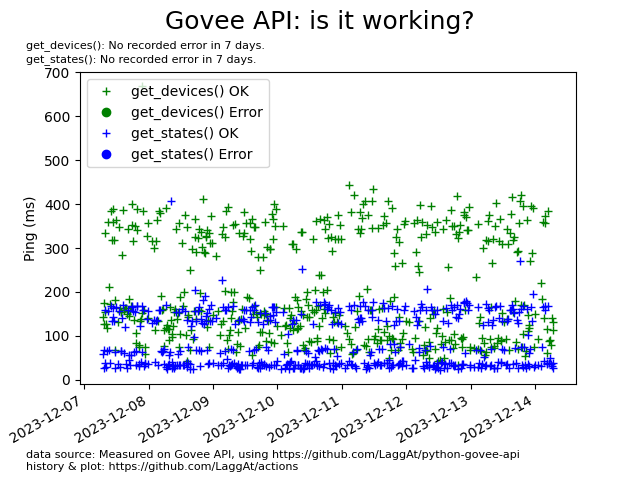 Govee API: is it working?
get_devices(): No recorded error in 7 days.
get_states(): No recorded error in 7 days.
700
600
500
400
300
200
100
0
Ping (ms)
get_devices() OK
get_devices() Error
get_states() OK
get_states() Error
2023-12-07
2023-12-08
2023-12-09
2023-12-10
2023-12-11
2023-12-12
2023-12-13
2023-12-14
data source: Measured on Govee API, using https://github.com/LaggAt/python-govee-api
history & plot: https://github.com/LaggAt/actions